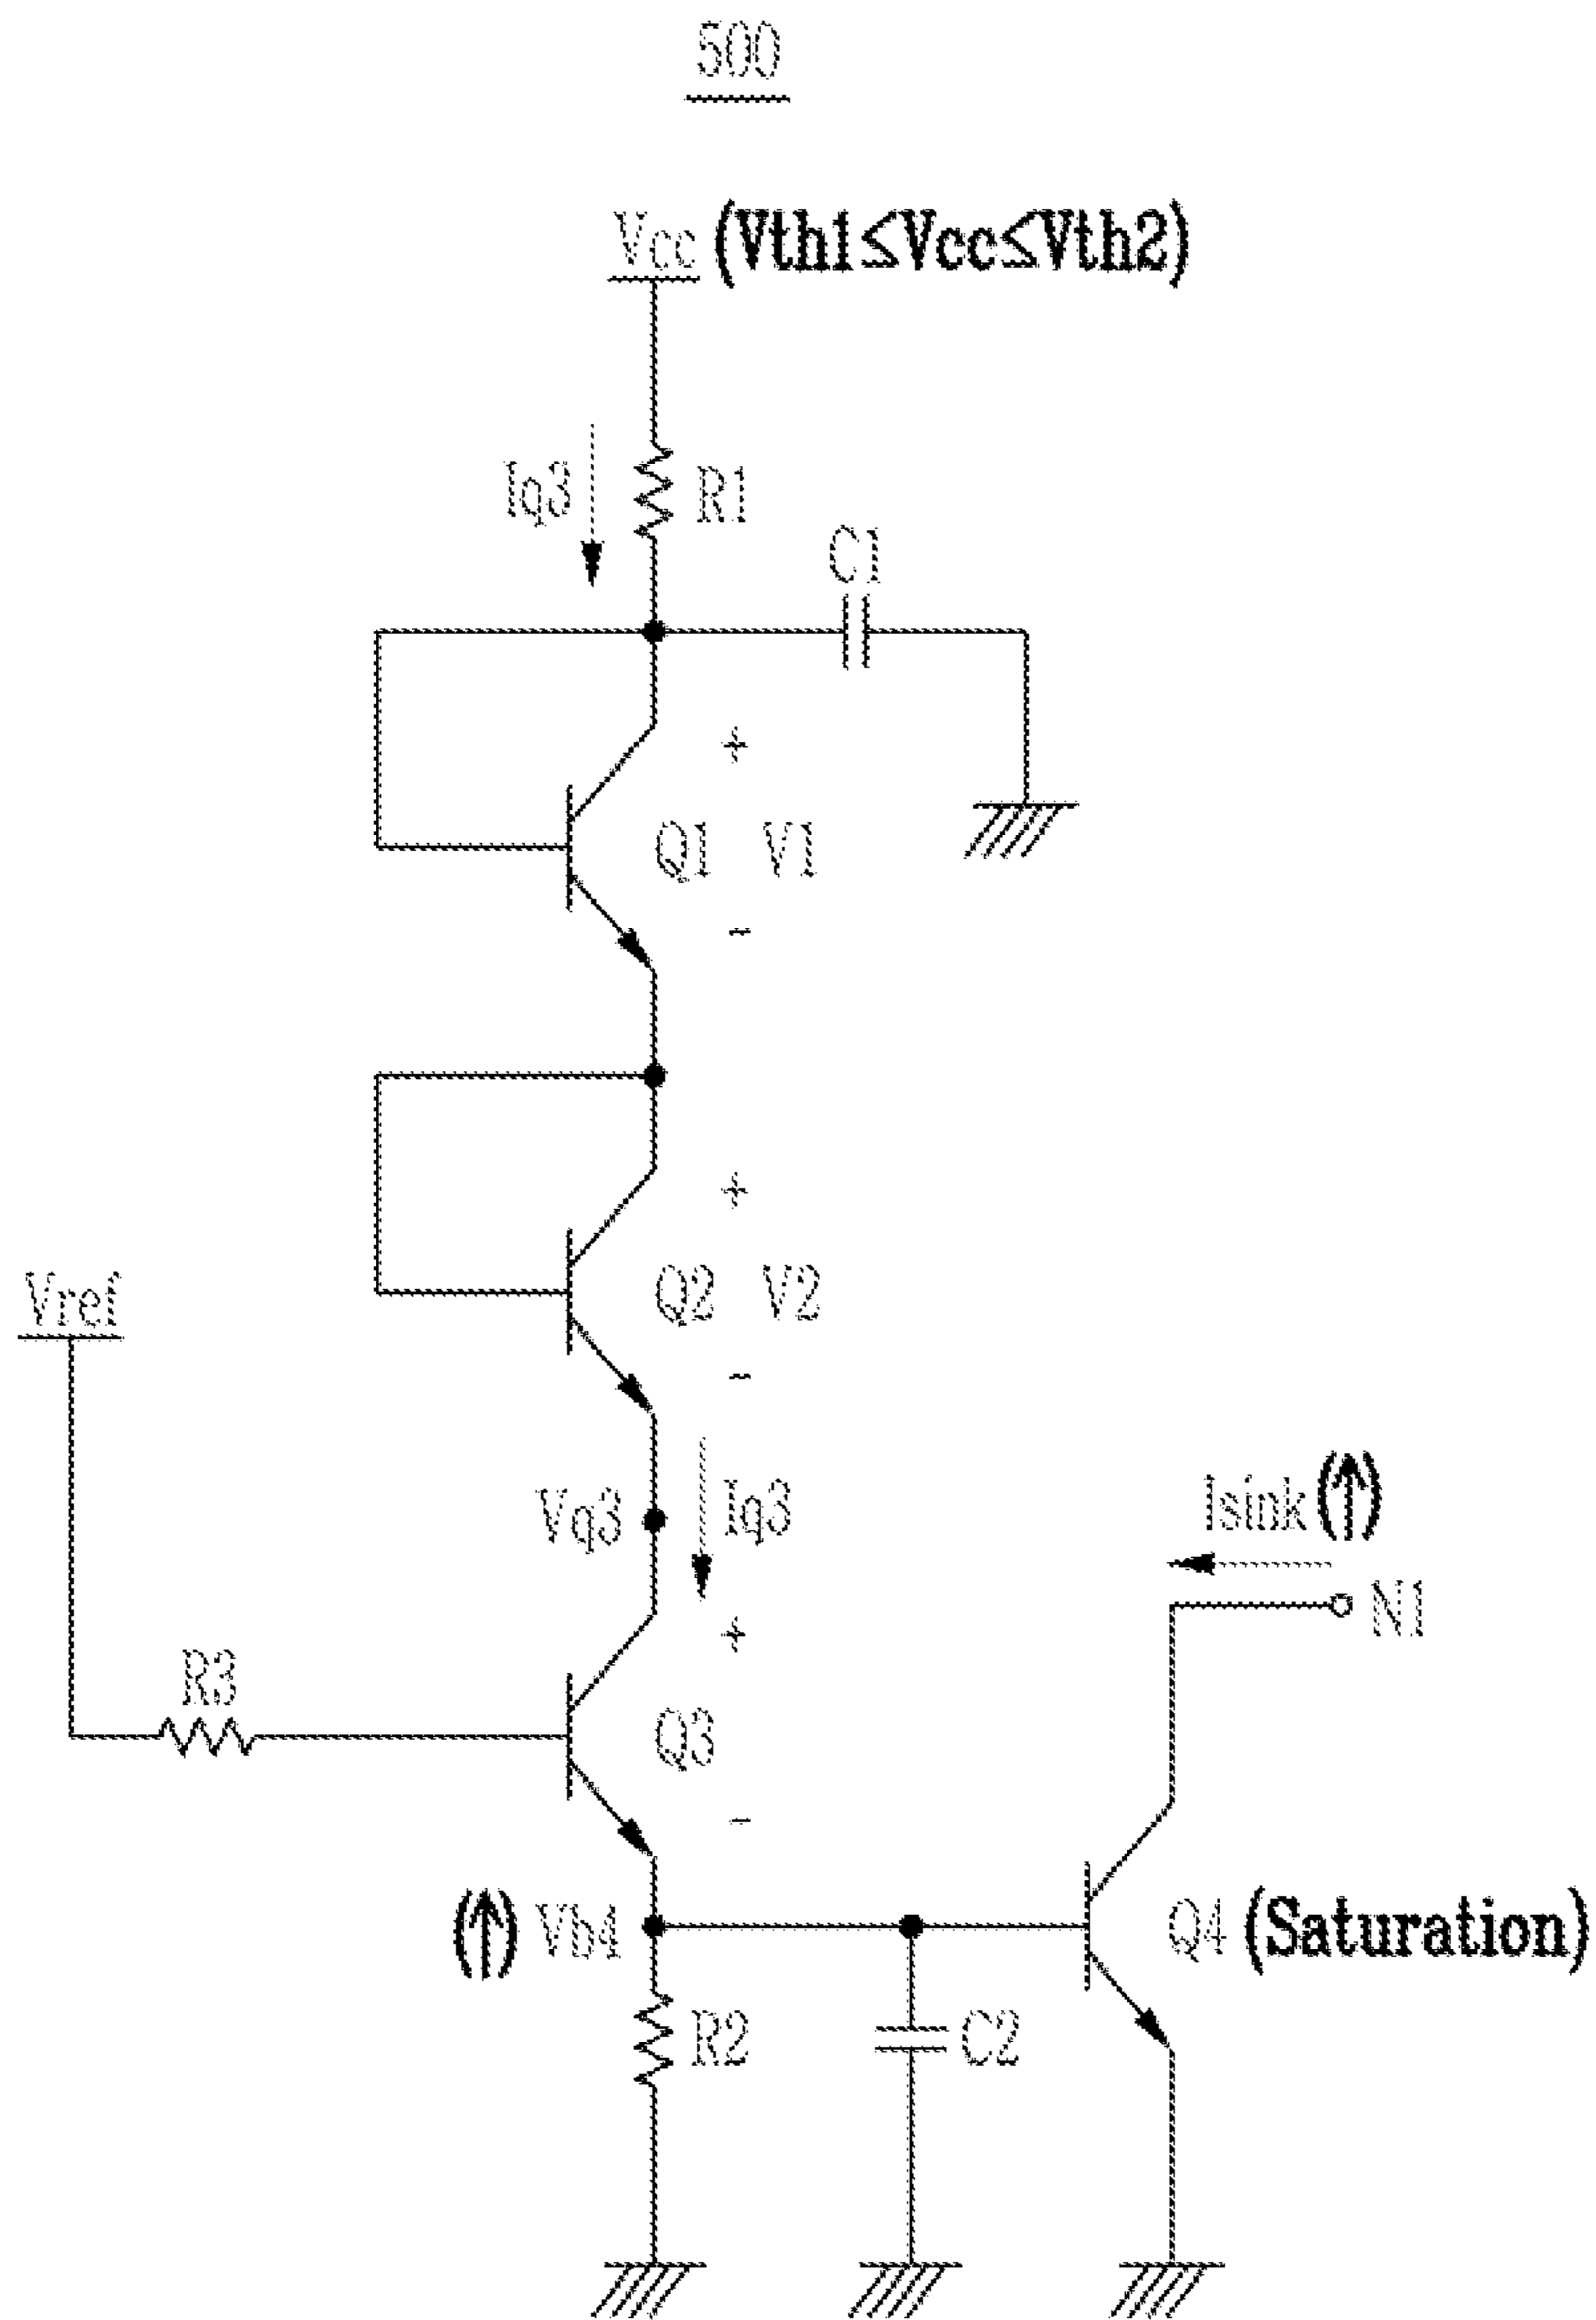 500
Vcc (Vth1≤Vcc≤Vth2)
Iq3
R1
C1
+
Q1 V1
-
+
Vref
Q2 V2
-
Vq3
Iq3
Isink (↑)
N1
+
R3
Q3
-
(↑) Vb4
Q4 (Saturation)
R2
C2